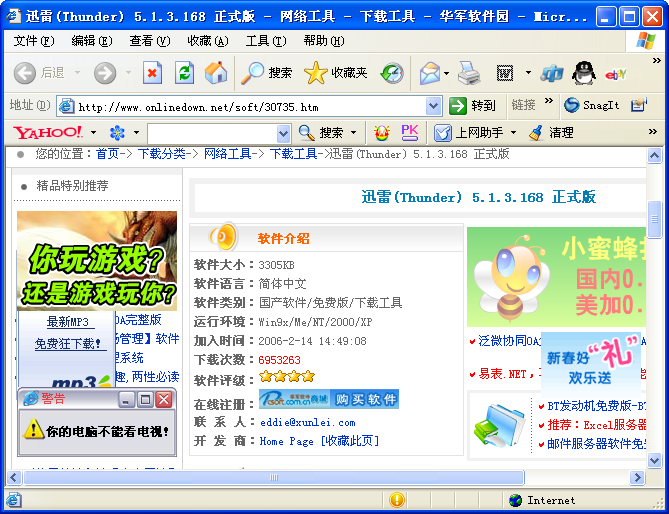 迅雷(Thunder) 5.1.3.168 正式版 - 网络工具 - 下载工具 - 华军软件园 - Micr...
文件(F) 编辑(E) 查看(V) 收藏(A) 工具(T) 帮助(H)
后退 搜索 收藏夹 W ebY
地址(D) http://www.onlinedown.net/soft/30735.htm 转到 链接 » SnagIt
YAHOO! 搜索 PK 上网助手 清理 »
您的位置：首页-> 下载分类-> 网络工具-> 下载工具->迅雷(Thunder) 5.1.3.168 正式版
精品特别推荐
迅雷(Thunder) 5.1.3.168 正式版
你玩游戏?
还是游戏玩你?
软件介绍
软件大小：3305KB
软件语言：简体中文
软件类别：国产软件/免费版/下载工具
运行环境：Win9x/Me/NT/2000/XP
加入时间：2006-2-14 14:49:08
下载次数：6953263
软件评级：
在线注册：Pcsoft.com.cn商城 购买软件
联 系 人：eddie@xunlei.com
开 发 商：Home Page [收藏此页]
小蜜蜂
国内0.
美加0.
泛微协同OA
易表.NET，
新春好"礼"
欢乐送
BT发动机免费版-B
推荐：Excel服务器
邮件服务器软件免
最新MP3
免费狂下载!
mp3
OA完整版
场管理】软件
理系统
趣,两性必读
警告
你的电脑不能看电视!
Internet